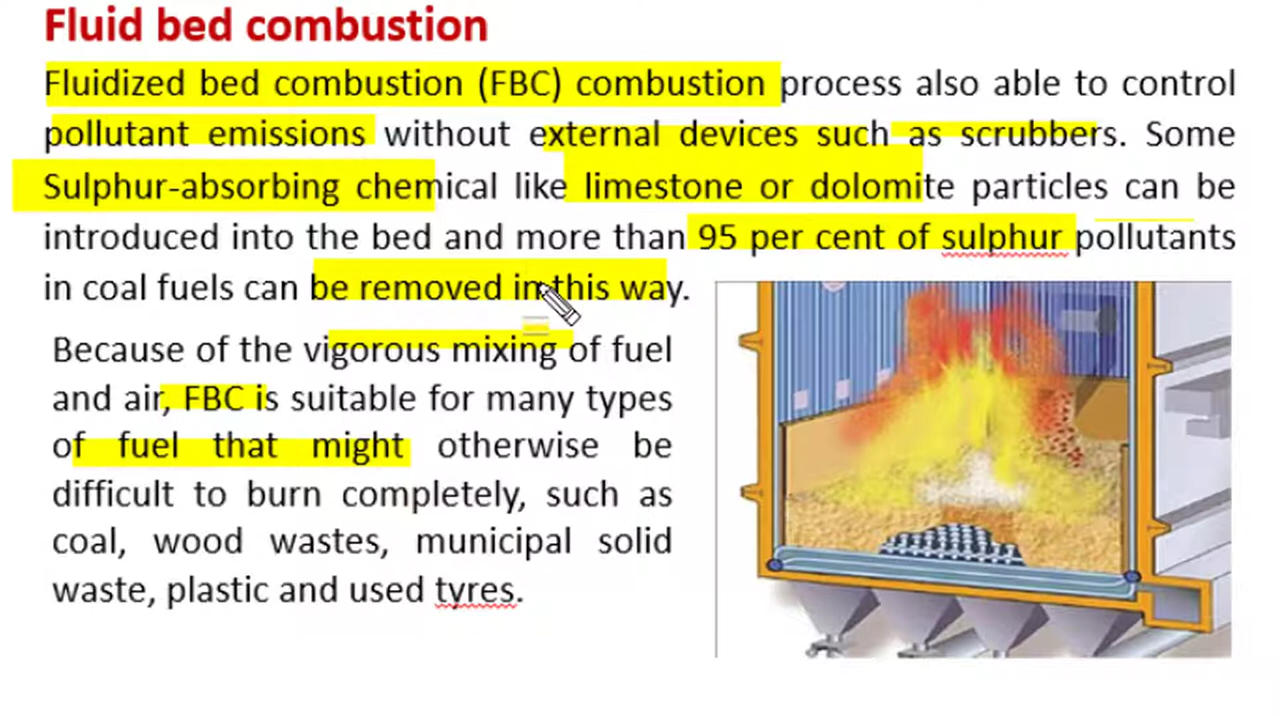 Fluid bed combustion
Fluidized bed combustion (FBC) combustion process also able to control
pollutant emissions without external devices such as scrubbers. Some
Sulphur-absorbing chemical like limestone or dolomite particles can be
introduced into the bed and more than 95 per cent of sulphur pollutants
in coal fuels can be removed in this way.
Because of the vigorous mixing of fuel
and air, FBC is suitable for many types
of fuel that might otherwise be
difficult to burn completely, such as
coal, wood wastes, municipal solid
waste, plastic and used tyres.